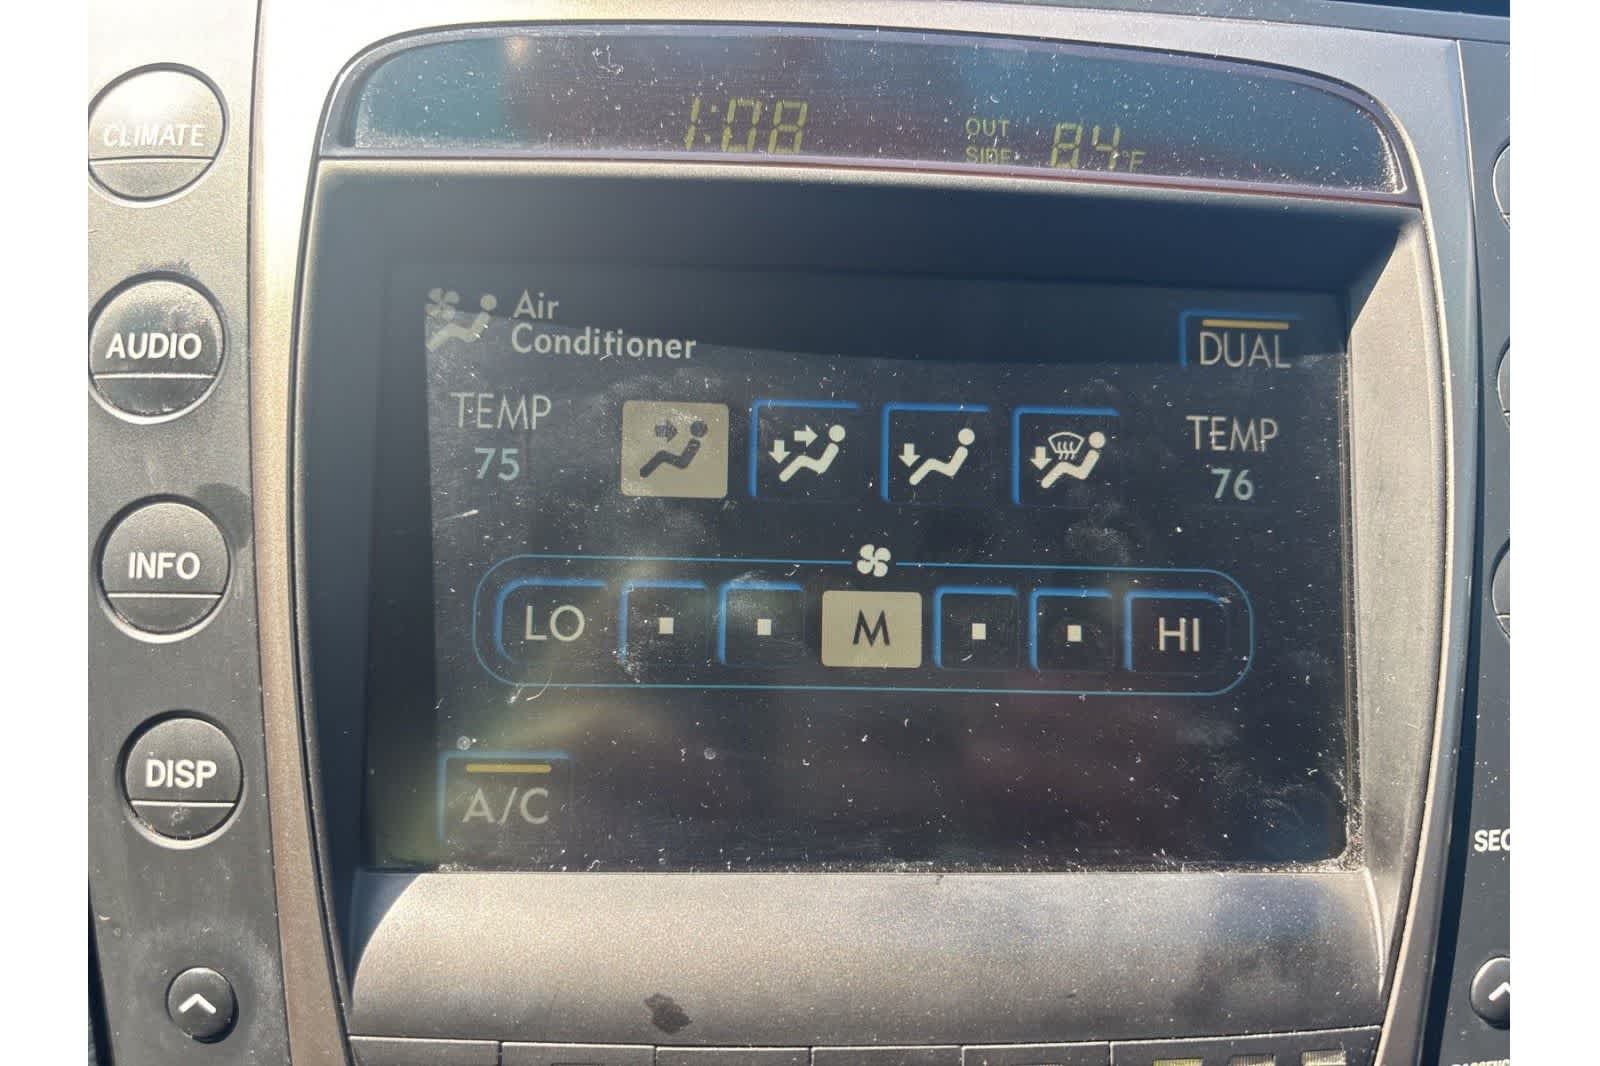 CLIMATE
1:08
OUT SIDE 84°F
AUDIO
Air
Conditioner
DUAL
TEMP
75
TEMP
76
INFO
LO M HI
DISP
A/C